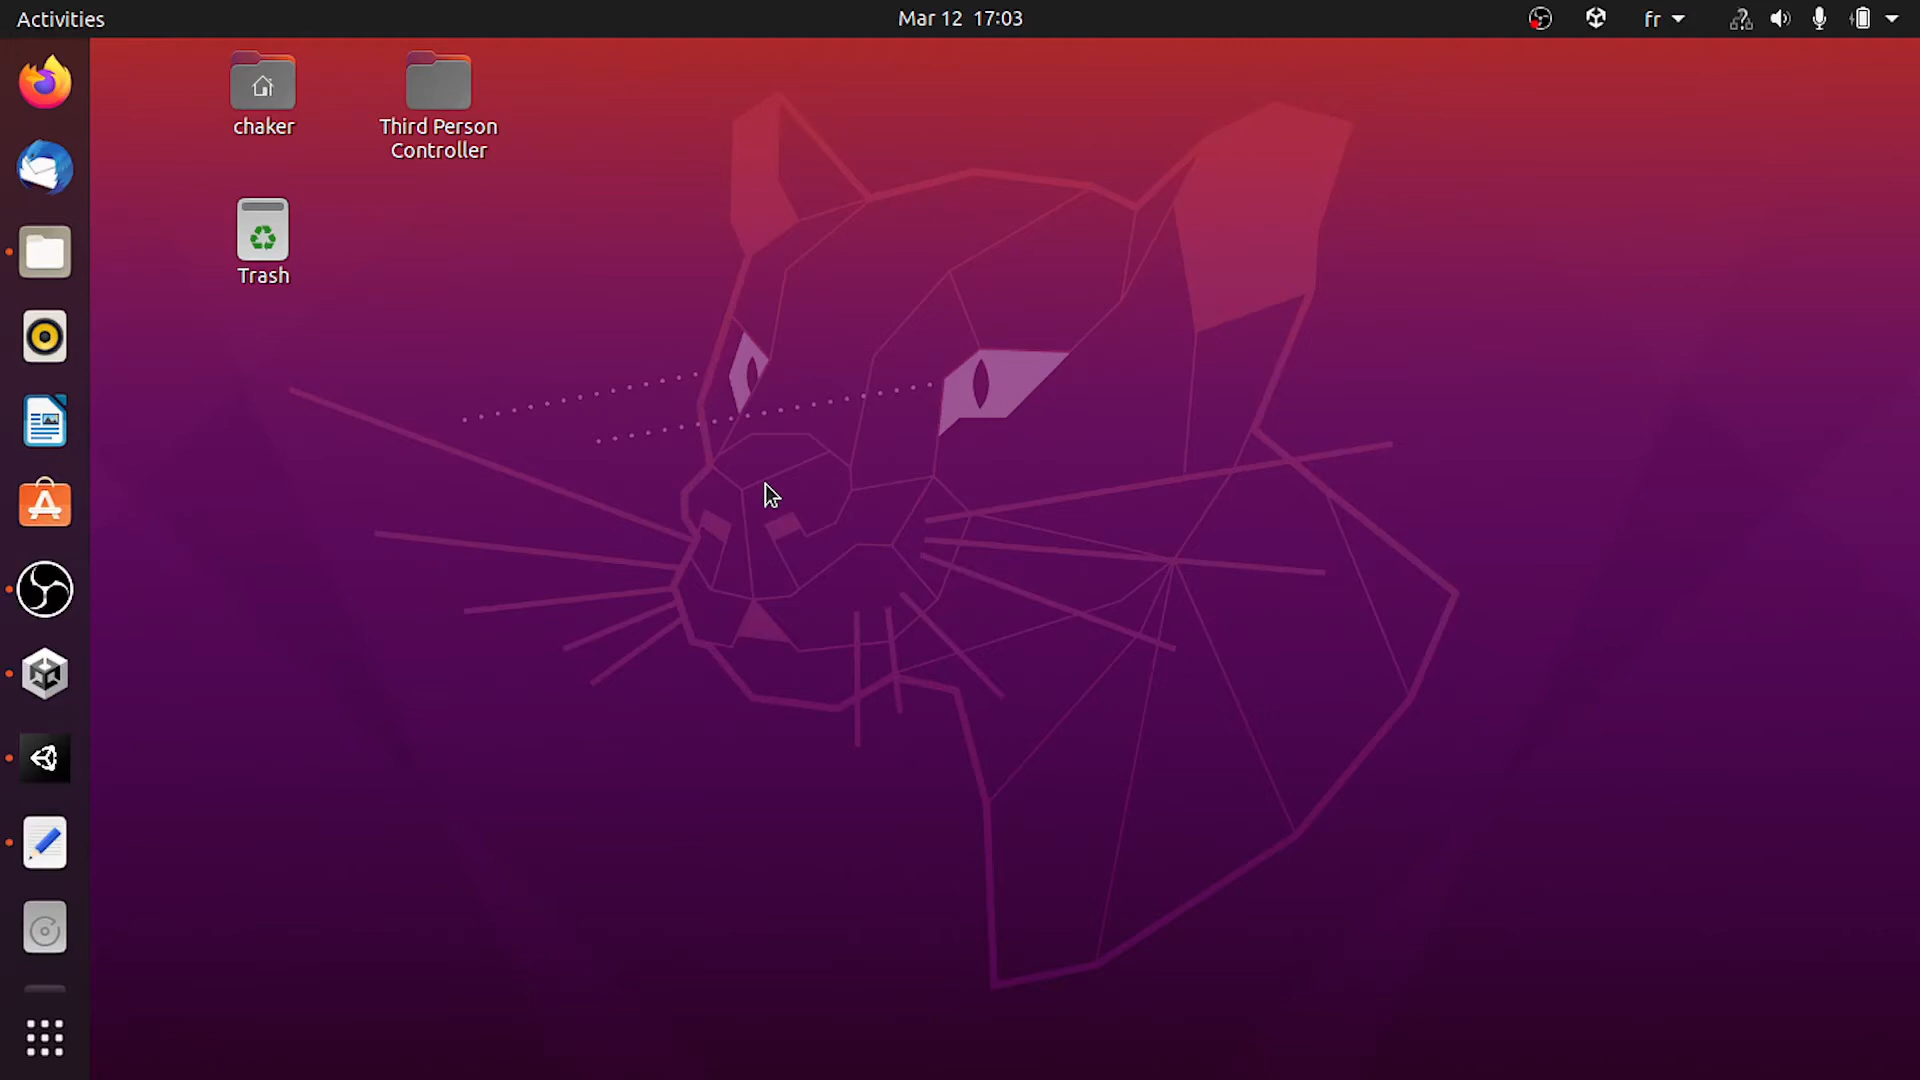 Activities
Mar 12 17:03
fr
chaker
Third Person
Controller
Trash